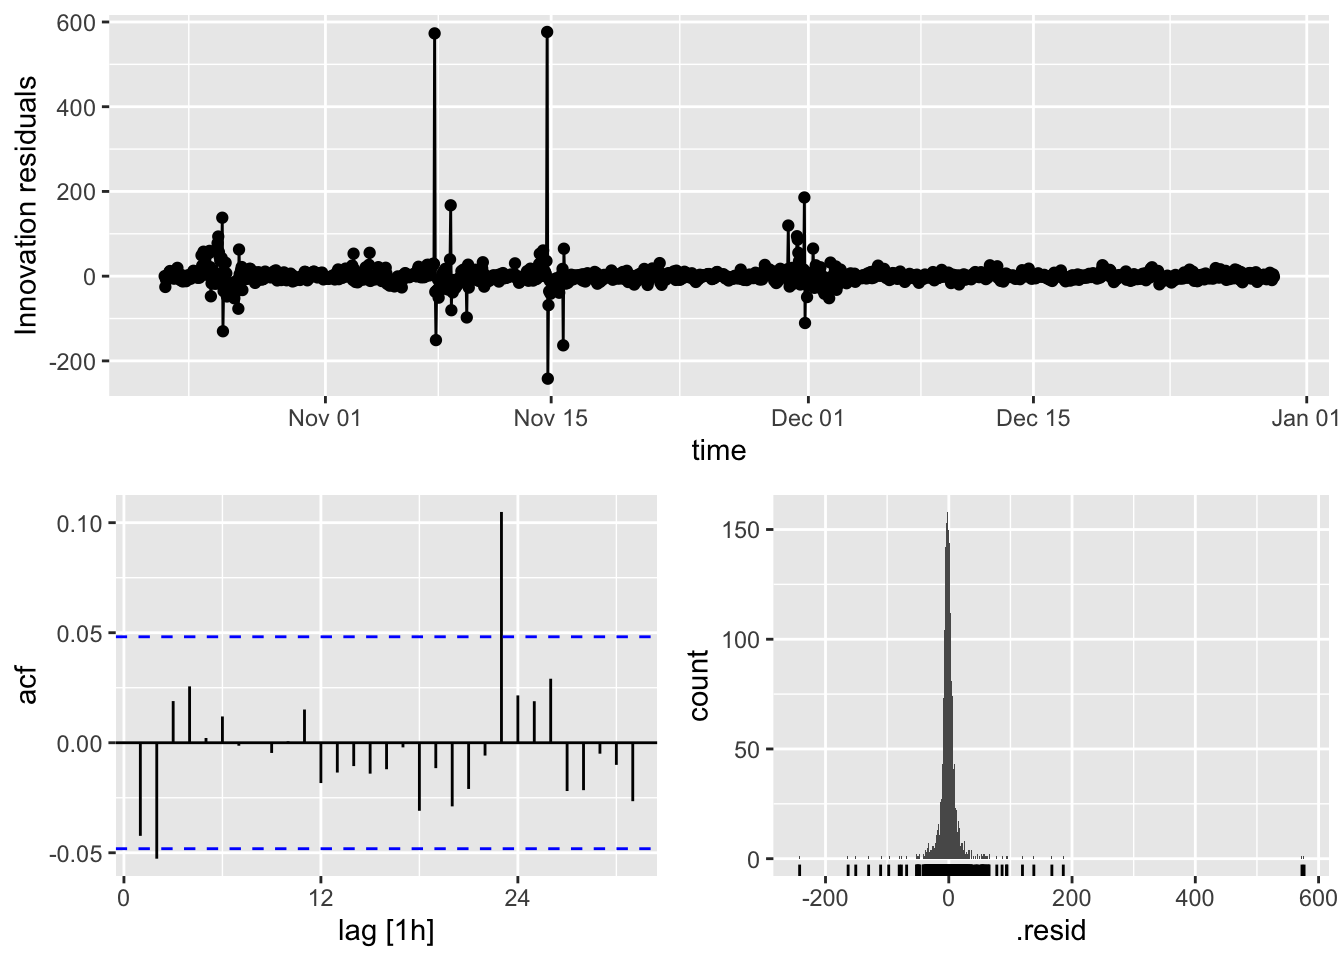 Innovation residuals
600
400
200
0
-200
Nov 01
Nov 15
Dec 01
Dec 15
Jan 01
time
acf
0.10
0.05
0.00
-0.05
0
12
24
lag [1h]
count
150
100
50
0
-200
0
200
400
600
.resid